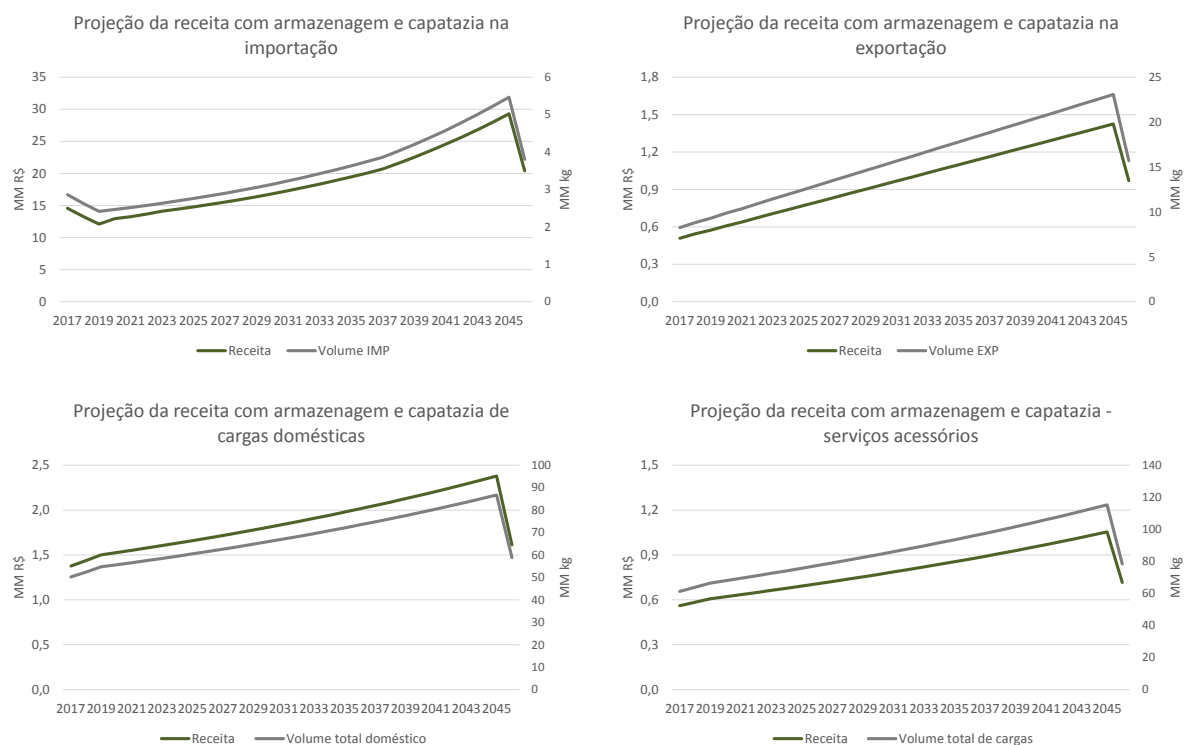 Projeção da receita com armazenagem e capatazia na
importação
35
30
25
20
15
10
5
0
MM R$
6
5
4
3
2
1
0
MM kg
2017 2019 2021 2023 2025 2027 2029 2031 2033 2035 2037 2039 2041 2043 2045
Receita Volume IMP
Projeção da receita com armazenagem e capatazia na
exportação
1,8
1,5
1,2
0,9
0,6
0,3
0,0
MM R$
25
20
15
10
5
0
MM kg
2017 2019 2021 2023 2025 2027 2029 2031 2033 2035 2037 2039 2041 2043 2045
Receita Volume EXP
Projeção da receita com armazenagem e capatazia de
cargas domésticas
2,5
2,0
1,5
1,0
0,5
0,0
MM R$
100
90
80
70
60
50
40
30
20
10
0
MM kg
2017 2019 2021 2023 2025 2027 2029 2031 2033 2035 2037 2039 2041 2043 2045
Receita Volume total doméstico
Projeção da receita com armazenagem e capatazia -
serviços acessórios
1,5
1,2
0,9
0,6
0,3
0,0
MM R$
140
120
100
80
60
40
20
0
MM kg
2017 2019 2021 2023 2025 2027 2029 2031 2033 2035 2037 2039 2041 2043 2045
Receita Volume total de cargas